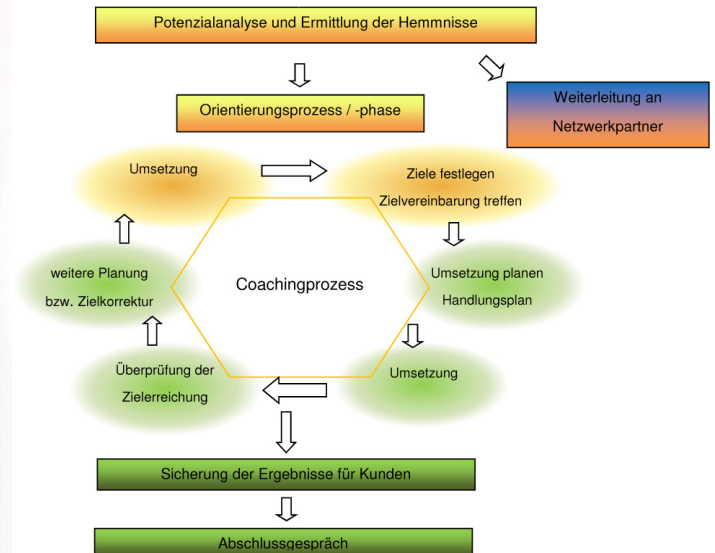 Potenzialanalyse und Ermittlung der Hemmnisse
Orientierungsprozess / -phase
Weiterleitung an
Netzwerkpartner
Umsetzung
Ziele festlegen
Zielvereinbarung treffen
weitere Planung
bzw. Zielkorrektur
Coachingprozess
Umsetzung planen
Handlungsplan
Überprüfung der
Zielerreichung
Umsetzung
Sicherung der Ergebnisse für Kunden
Abschlussgespräch